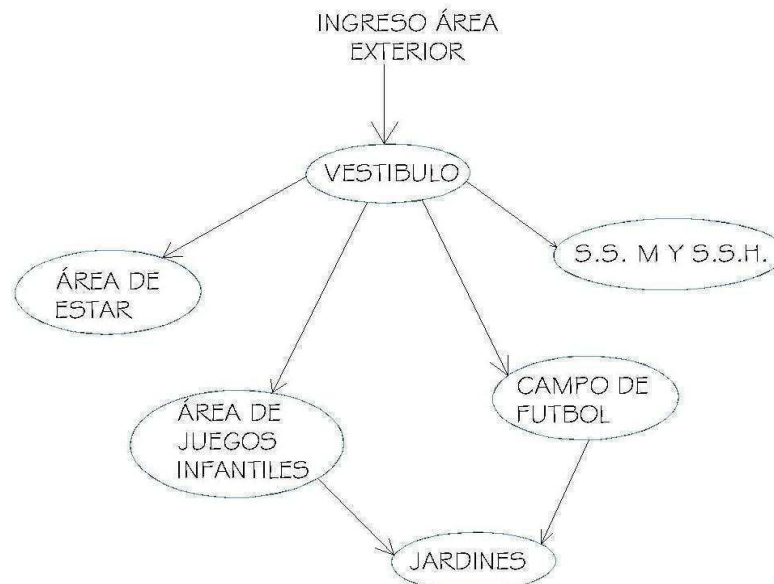 INGRESO ÁREA
EXTERIOR
VESTIBULO
S.S. M Y S.S.H.
ÁREA DE
ESTAR
CAMPO DE
FUTBOL
ÁREA DE
JUEGOS
INFANTILES
JARDINES